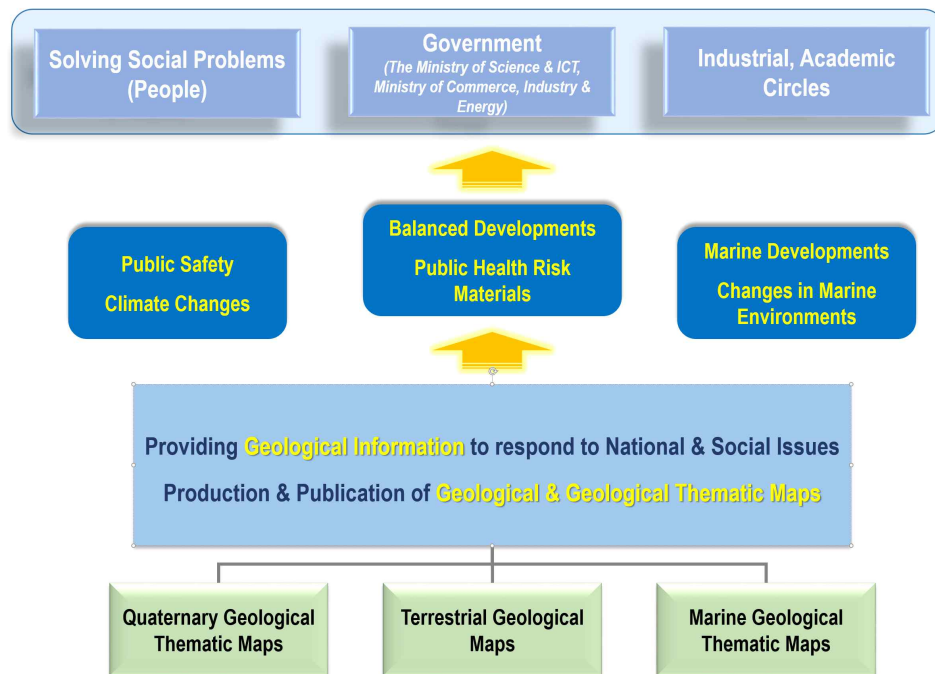 Solving Social Problems
(People)
Government
(The Ministry of Science & ICT,
Ministry of Commerce, Industry &
Energy)
Industrial, Academic
Circles
Public Safety
Climate Changes
Balanced Developments
Public Health Risk
Materials
Marine Developments
Changes in Marine
Environments
Providing Geological Information to respond to National & Social Issues
Production & Publication of Geological & Geological Thematic Maps
Quaternary Geological
Thematic Maps
Terrestrial Geological
Maps
Marine Geological
Thematic Maps